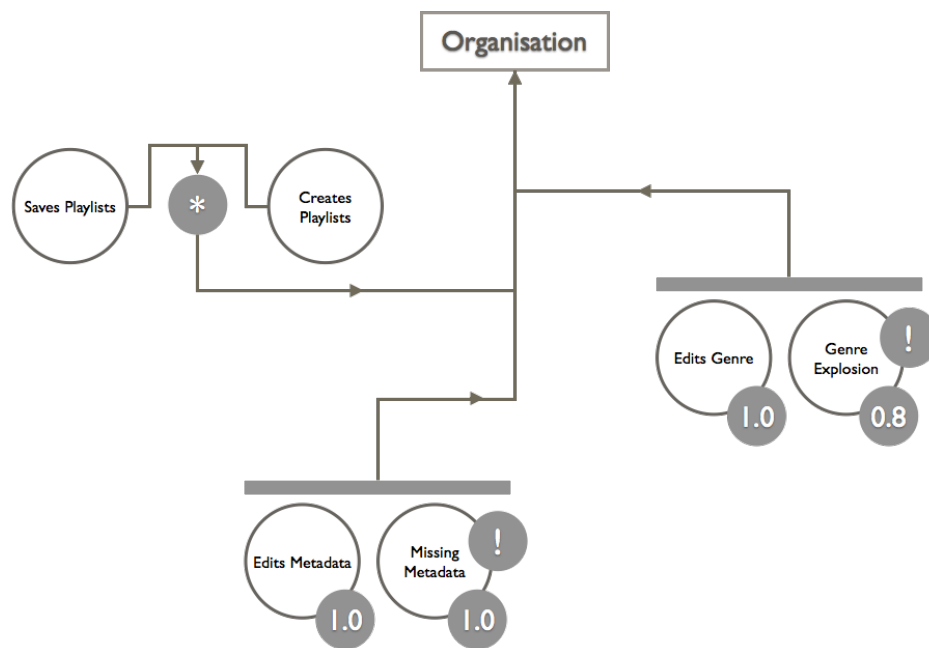 Organisation
Saves Playlists
*
Creates
Playlists
Edits Genre
1.0
Genre
Explosion
!
0.8
Edits Metadata
1.0
Missing
Metadata
!
1.0